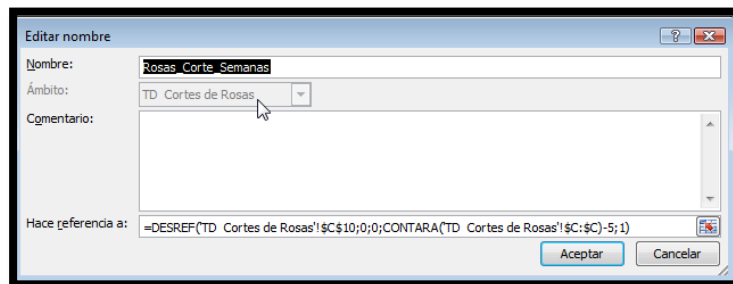 Editar nombre
Nombre: Rosas_Corte_Semanas
Ámbito: TD Cortes de Rosas
Comentario:
Hace referencia a: =DESREF('TD Cortes de Rosas'!$C$10;0;0;CONTARA('TD Cortes de Rosas'!$C:$C)-5;1)
Aceptar Cancelar